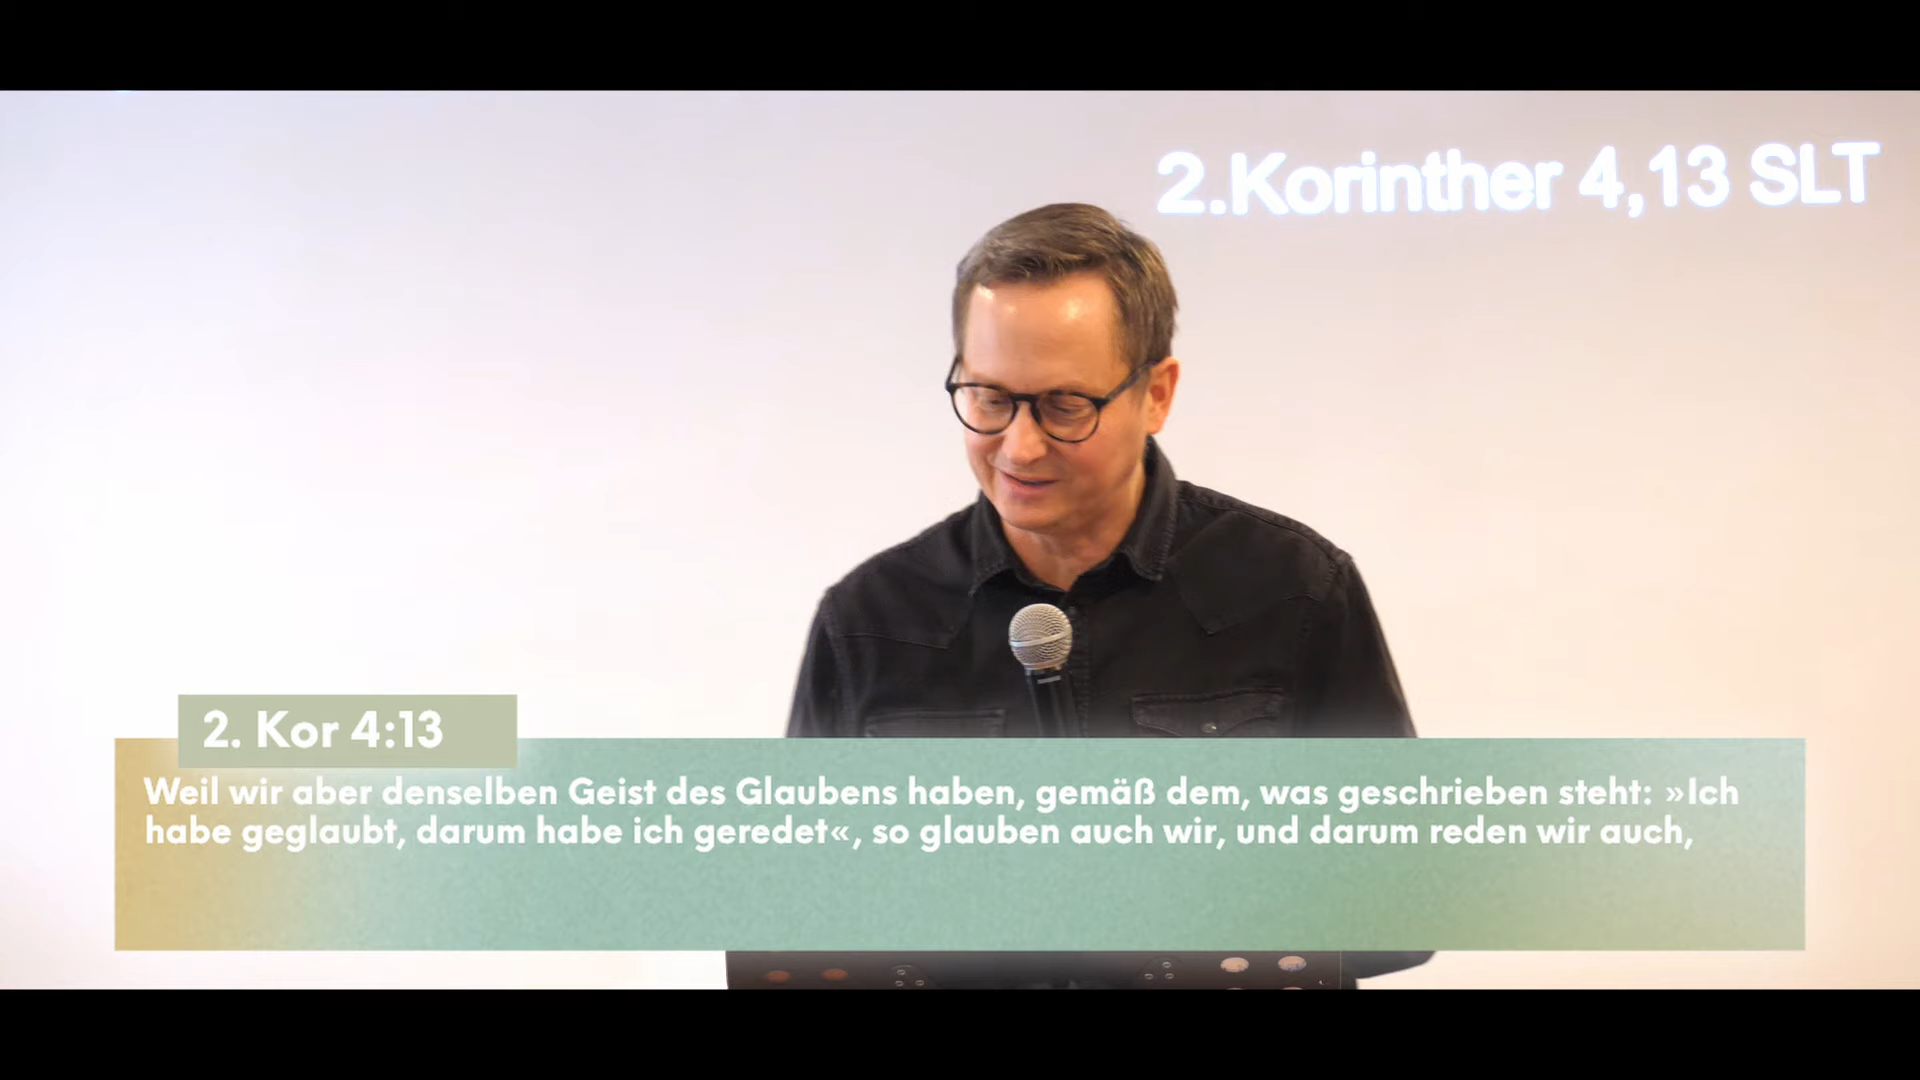 2.Korinther 4,13 SLT
2. Kor 4:13
Weil wir aber denselben Geist des Glaubens haben, gemäß dem, was geschrieben steht: »Ich
habe geglaubt, darum habe ich geredet«, so glauben auch wir, und darum reden wir auch,